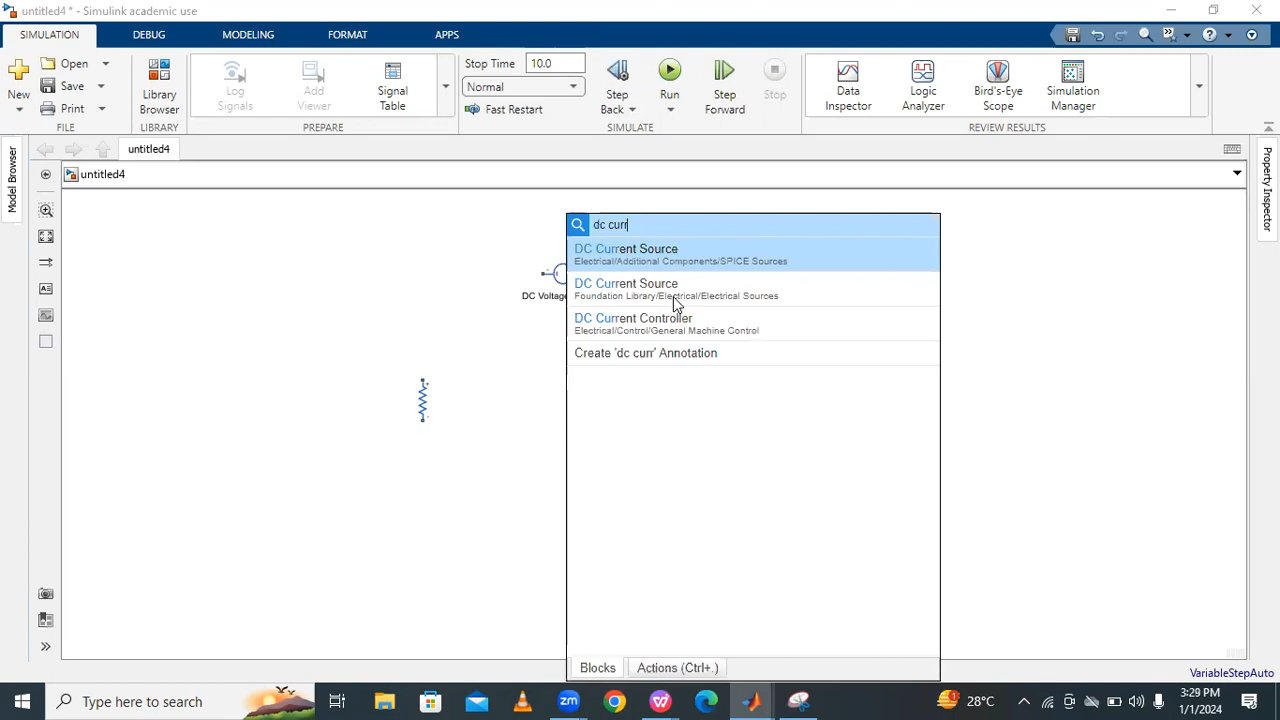 untitled4 * - Simulink academic use
SIMULATION
DEBUG
MODELING
FORMAT
APPS
New
Open
Save
Print
FILE
Library
Browser
LIBRARY
Log
Signals
Add
Viewer
Signal
Table
PREPARE
Stop Time
10.0
Normal
Fast Restart
Step
Back
Run
Step
Forward
Stop
SIMULATE
Data
Inspector
Logic
Analyzer
Bird's-Eye
Scope
Simulation
Manager
REVIEW RESULTS
Model Browser
untitled4
untitled4
Property Inspector
DC Voltag
dc curr
DC Current Source
Electrical/Additional Components/SPICE Sources
DC Current Source
Foundation Library/Electrical/Electrical Sources
DC Current Controller
Electrical/Control/General Machine Control
Create 'dc curr' Annotation
Blocks
Actions (Ctrl+.)
VariableStepAuto
Type here to search
28°C
3:29 PM
1/1/2024